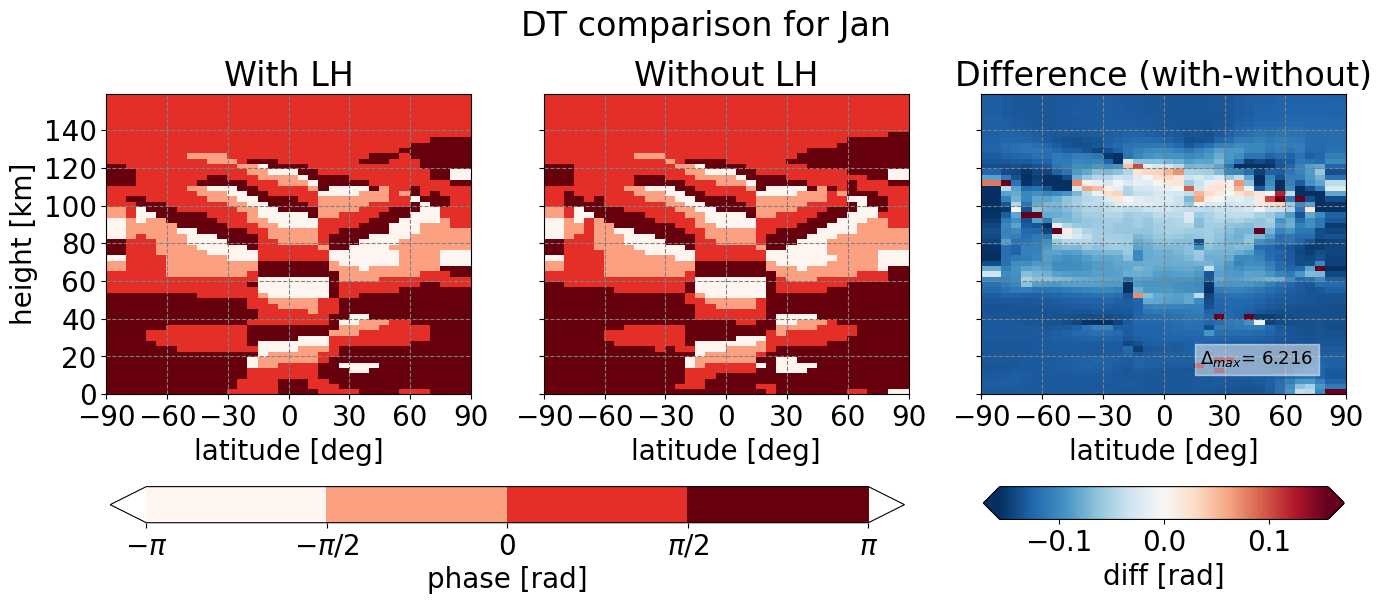 DT comparison for Jan
With LH
Without LH
Difference (with-without)
height [km]
140
120
100
80
60
40
20
0
−90 −60 −30 0 30 60 90
−90 −60 −30 0 30 60 90
−90 −60 −30 0 30 60 90
Δmax= 6.216
latitude [deg]
latitude [deg]
latitude [deg]
−π −π/2 0 π/2 π
phase [rad]
−0.1 0.0 0.1
diff [rad]